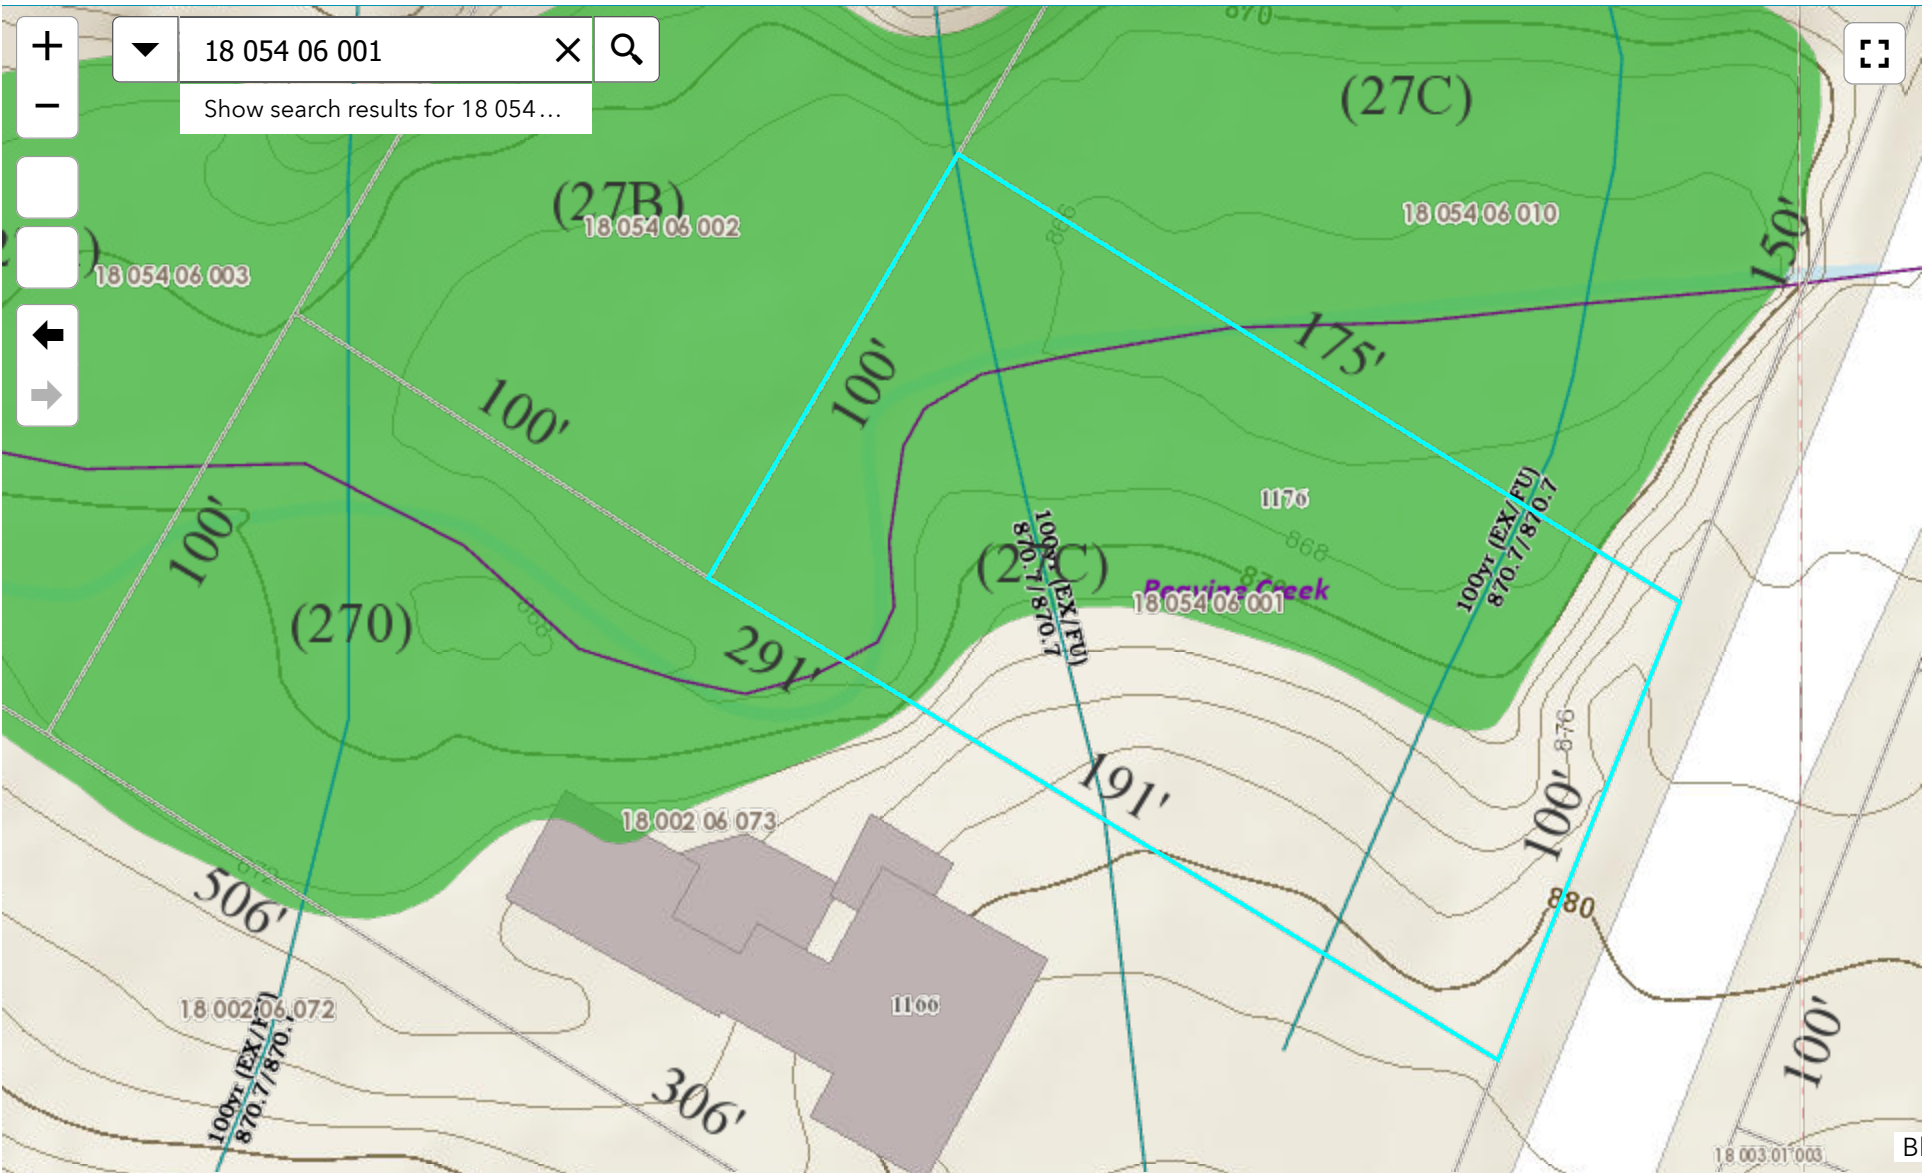 18 054 06 001
Show search results for 18 054...
870
(27C)
(27B)
18 054 06 002
18 054 06 010
18 054 06 003
866
150'
175'
100'
100'
100'
1170
868
(270)
868
870.7/870.7
100yr (EX/FU)
100yr (EX/FU)
870.7/870.7
Peavine Creek
18 054 06 001
291'
191'
876
100'
18 002 06 073
872
506'
880
1100
18 002 06 072
100yr (EX/FU)
306'
100'
18 003 01 003